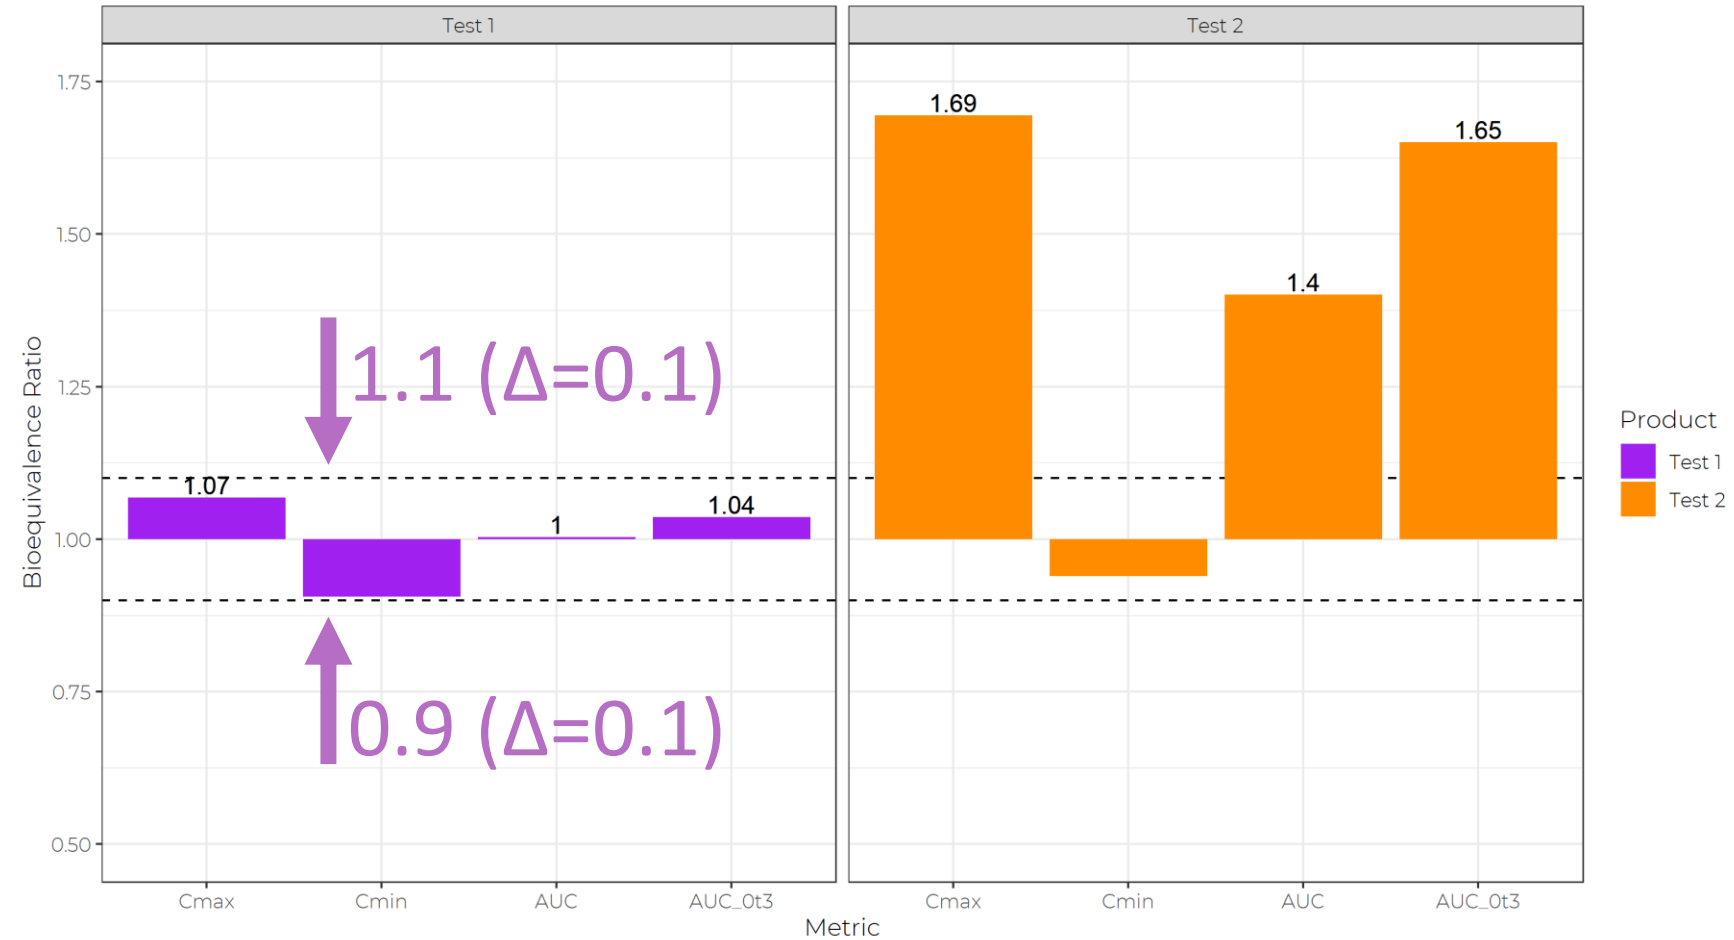 Test 1
Test 2
1.75
1.50
1.25
1.00
0.75
0.50
Bioequivalence Ratio
1.07
1
1.04
1.1 (Δ=0.1)
0.9 (Δ=0.1)
1.69
1.4
1.65
Cmax
Cmin
AUC
AUC_0t3
Cmax
Cmin
AUC
AUC_0t3
Metric
Product
Test 1
Test 2